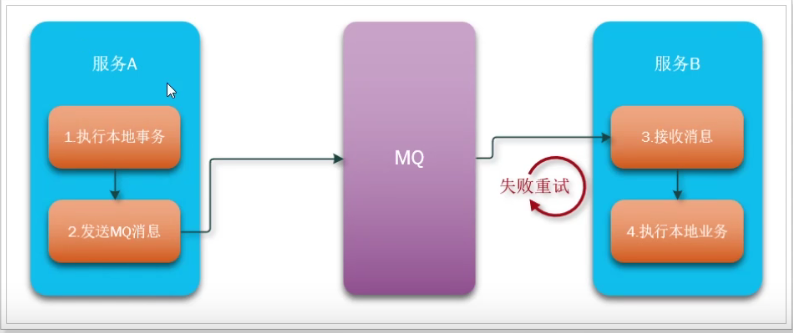 服务A
1.执行本地事务
2.发送MQ消息
MQ
失败重试
服务B
3.接收消息
4.执行本地业务